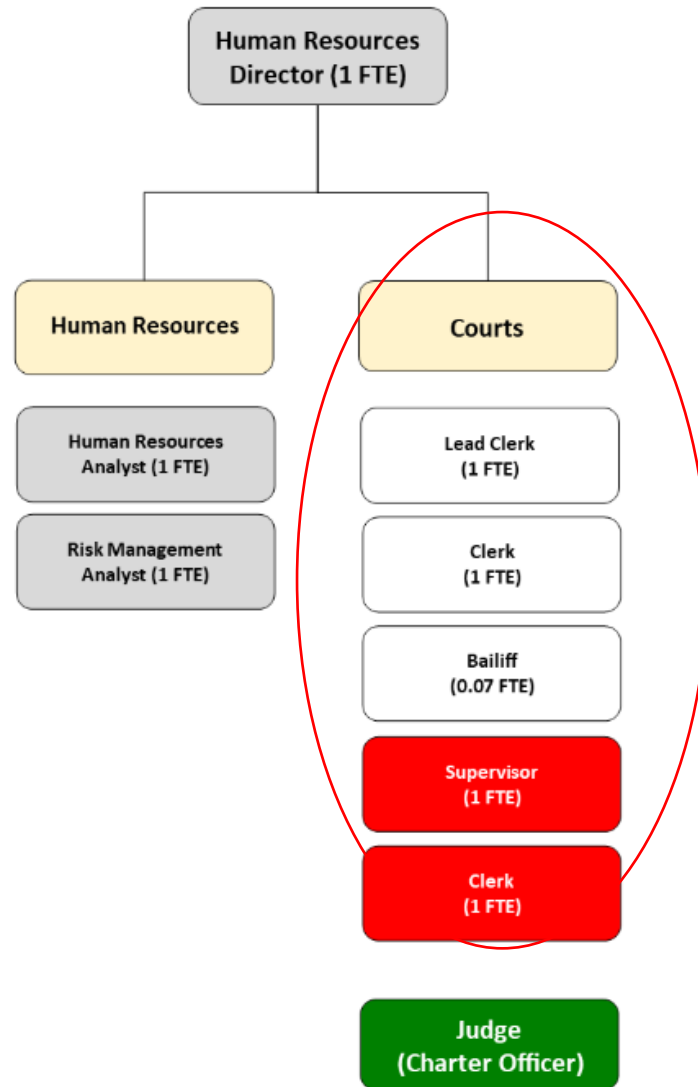 Human Resources
Director (1 FTE)
Human Resources
Courts
Human Resources
Analyst (1 FTE)
Risk Management
Analyst (1 FTE)
Lead Clerk
(1 FTE)
Clerk
(1 FTE)
Bailiff
(0.07 FTE)
Supervisor
(1 FTE)
Clerk
(1 FTE)
Judge
(Charter Officer)